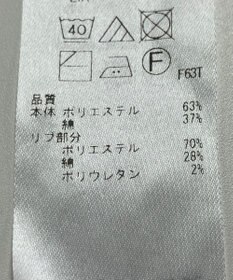 40
F
F63T
品質
本体 ポリエステル 63%
綿 37%
リブ部分
ポリエステル 70%
綿 28%
ポリウレタン 2%